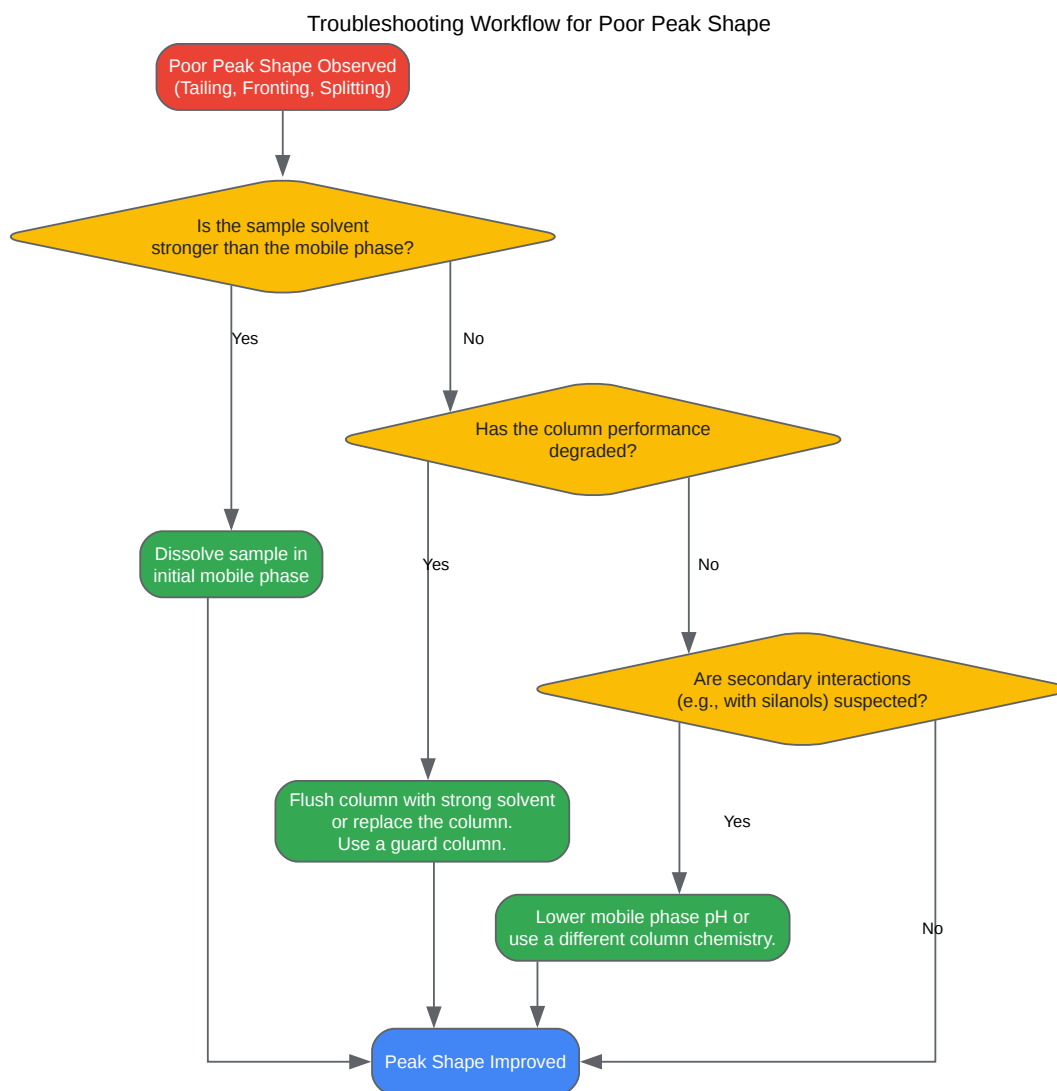 Troubleshooting Workflow for Poor Peak Shape
Poor Peak Shape Observed
(Tailing, Fronting, Splitting)
Is the sample solvent
stronger than the mobile phase?
Yes
No
Has the column performance
degraded?
Dissolve sample in
initial mobile phase
Yes
No
Are secondary interactions
(e.g., with silanols) suspected?
Flush column with strong solvent
or replace the column.
Use a guard column.
Yes
Lower mobile phase pH or
use a different column chemistry.
No
Peak Shape Improved